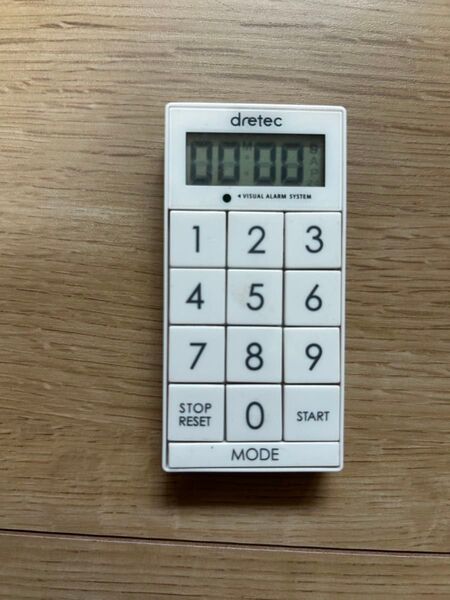 dretec
00 M 00 S
◂ VISUAL ALARM SYSTEM
1 2 3
4 5 6
7 8 9
STOP RESET 0 START
MODE